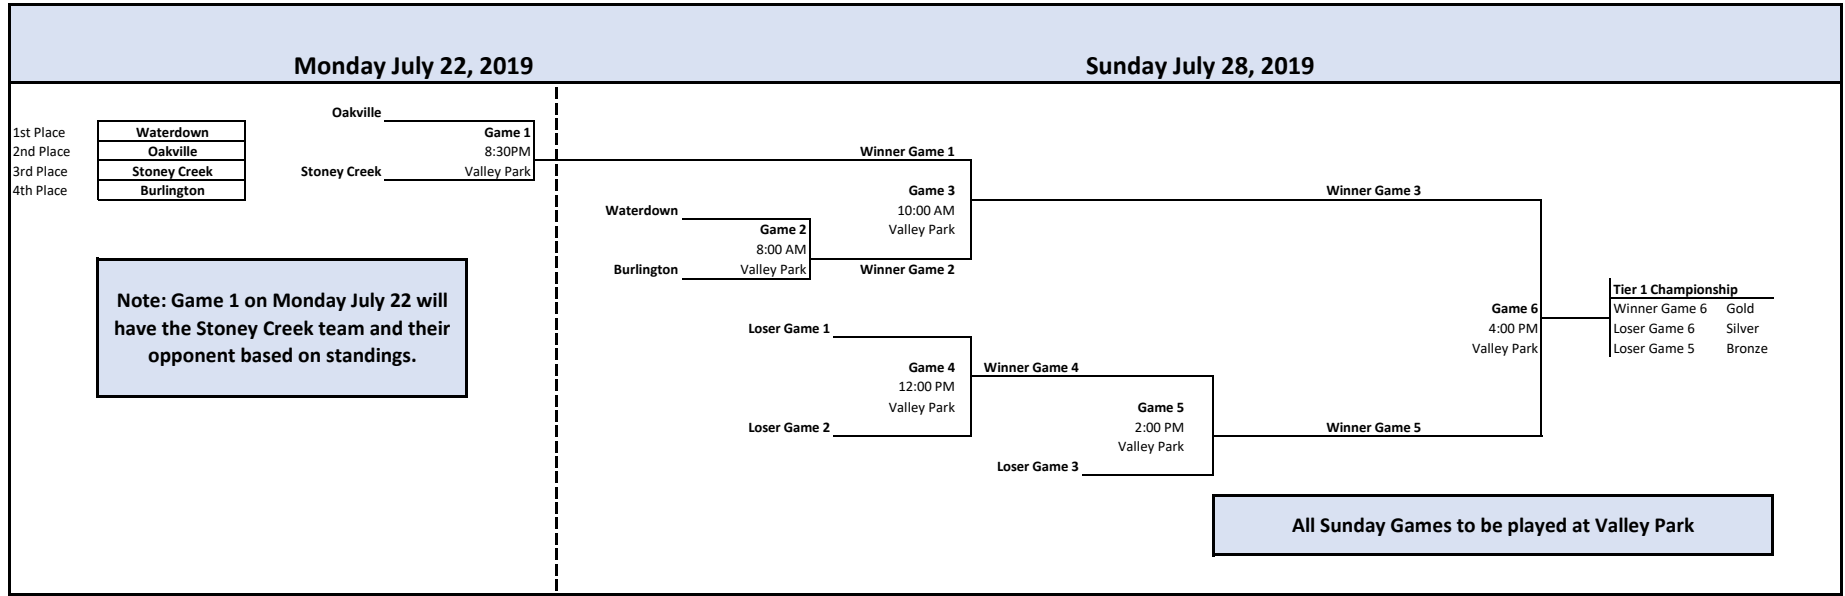 Monday July 22, 2019
Sunday July 28, 2019
1st Place Waterdown
2nd Place Oakville
3rd Place Stoney Creek
4th Place Burlington
Oakville
Game 1
8:30PM
Stoney Creek Valley Park
Note: Game 1 on Monday July 22 will
have the Stoney Creek team and their
opponent based on standings.
Winner Game 1
Game 3
10:00 AM
Valley Park
Waterdown
Game 2
8:00 AM
Burlington Valley Park
Winner Game 2
Loser Game 1
Game 4
12:00 PM
Valley Park
Loser Game 2
Winner Game 4
Game 5
2:00 PM
Valley Park
Loser Game 3
Winner Game 3
Game 6
4:00 PM
Valley Park
Winner Game 5
Tier 1 Championship
Winner Game 6 Gold
Loser Game 6 Silver
Loser Game 5 Bronze
All Sunday Games to be played at Valley Park